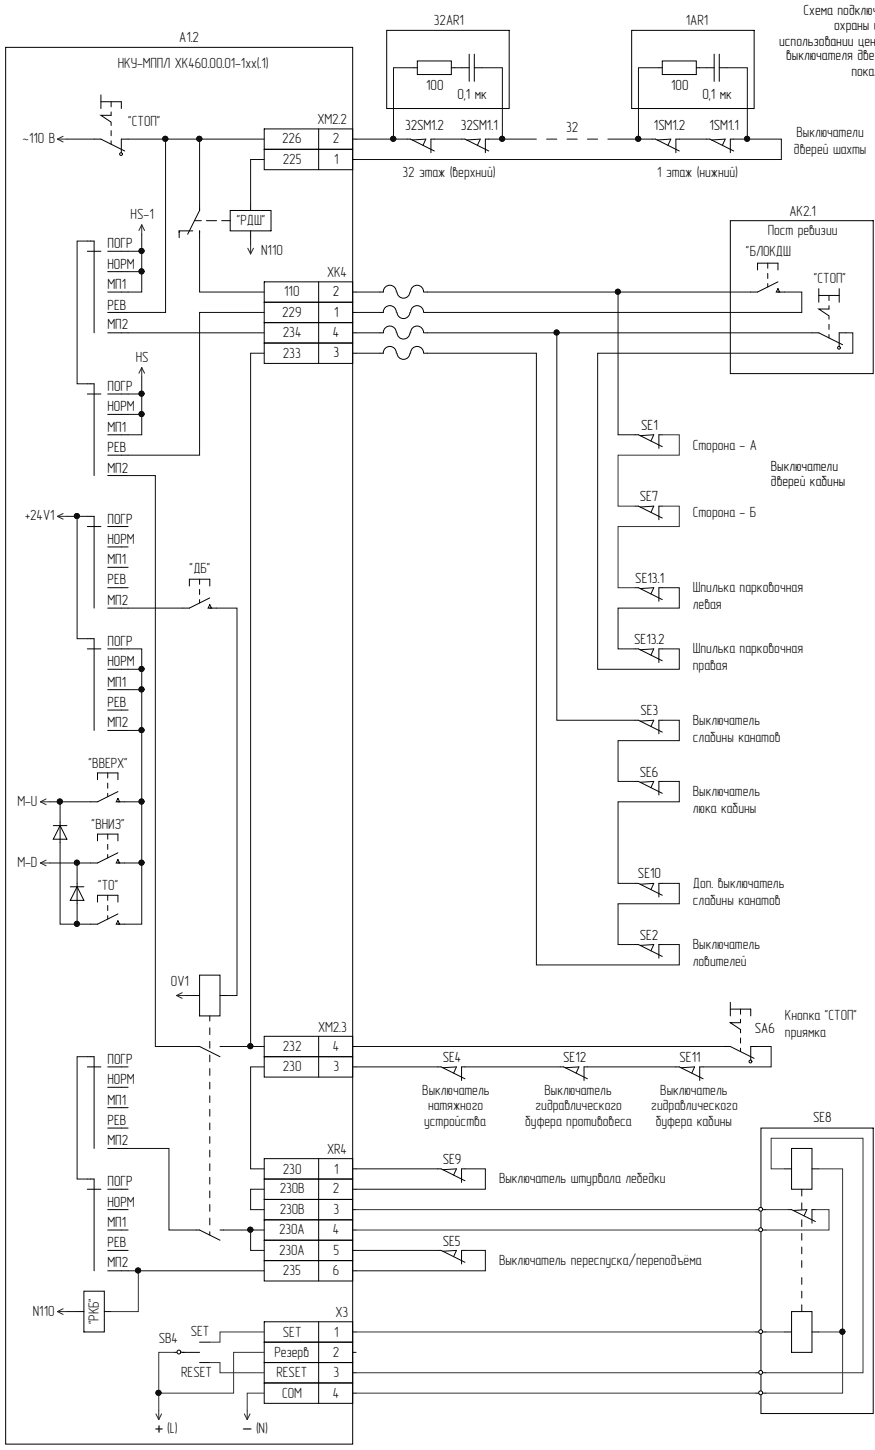 Схема подключ
охраны
использовании цен
выключателя две
пока
A1.2
НКУ-МППЛ ХК460.00.01-1хх(.1)
32AR1
100
0,1 мк
1AR1
100
0,1 мк
"СТОП"
~110 В
XM2.2
226 2
225 1
32SM1.2
32SM1.1
32
1SM1.2
1SM1.1
Выключатели
дверей шахты
32 этаж (верхний)
1 этаж (нижний)
"РДШ"
N110
HS-1
ПОГР
НОРМ
МП1
РЕВ
МП2
XK4
110 2
229 1
234 4
233 3
AK2.1
Пост ревизии
"БЛОКДШ
"СТОП"
HS
ПОГР
НОРМ
МП1
РЕВ
МП2
SE1
Сторона - А
Выключатели
дверей кабины
SE7
Сторона - Б
+24V1
ПОГР
НОРМ
МП1
РЕВ
МП2
"ДБ"
SE13.1
Шпилька парковочная
левая
SE13.2
Шпилька парковочная
правая
ПОГР
НОРМ
МП1
РЕВ
МП2
SE3
Выключатель
слабины канатов
"ВВЕРХ"
M-U
SE6
Выключатель
люка кабины
"ВНИЗ"
M-D
"ТО"
SE10
Доп. выключатель
слабины канатов
SE2
Выключатель
ловителей
0V1
XM2.3
232 4
230 3
SA6
Кнопка "СТОП"
приямка
SE4
Выключатель
натяжного
устройства
SE12
Выключатель
гидравлического
буфера противовеса
SE11
Выключатель
гидравлического
буфера кабины
ПОГР
НОРМ
МП1
РЕВ
МП2
SE8
XR4
230 1
230В 2
230В 3
230А 4
230А 5
235 6
SE9
Выключатель штурвала лебедки
SE5
Выключатель переспуска/переподъёма
ПОГР
НОРМ
МП1
РЕВ
МП2
N110
"РКБ"
X3
SET 1
Резерв 2
RESET 3
COM 4
SB4
SET
RESET
+ (L)
- (N)